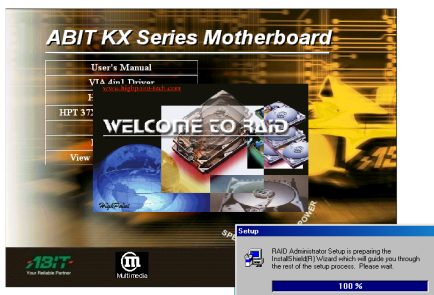 ABIT KX Series Motherboard
User's Manual
VIA 4in1 Driver
www.highpoint-tech.com
H
HPT 37
WELCOME TO RAID
View
HighPoint
SPE
POWER
ABIT
Your Reliable Partner
Multimedia
Setup
RAID Administrator Setup is preparing the
InstallShield(R) Wizard which will guide you through
the rest of the setup process. Please wait.
100 %